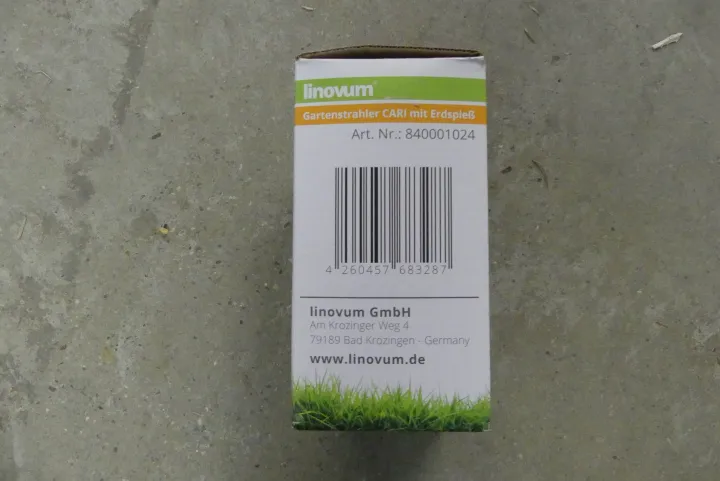 linovum
Gartenstrahler CARI mit Erdspieß
Art. Nr.: 840001024
4 260457 683287
linovum GmbH
Am Krozinger Weg 4
79189 Bad Krozingen - Germany
www.linovum.de